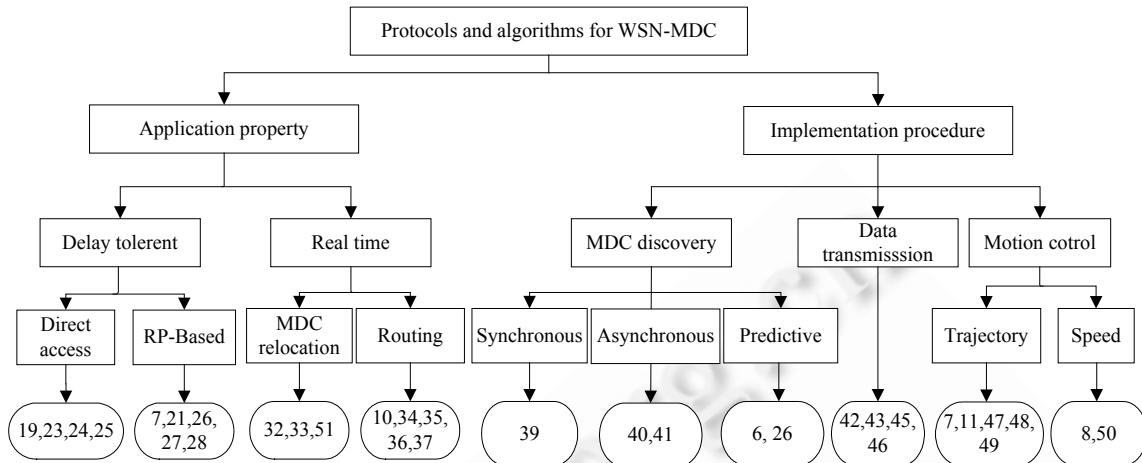 Protocols and algorithms for WSN-MDC
Application property
Implementation procedure
Delay tolerent
Real time
MDC discovery
Data
transmisssion
Motion cotrol
Direct
access
RP-Based
MDC
relocation
Routing
Synchronous
Asynchronous
Predictive
Trajectory
Speed
19,23,24,25
7,21,26,
27,28
32,33,51
10,34,35,
36,37
39
40,41
6, 26
42,43,45,
46
7,11,47,48,
49
8,50